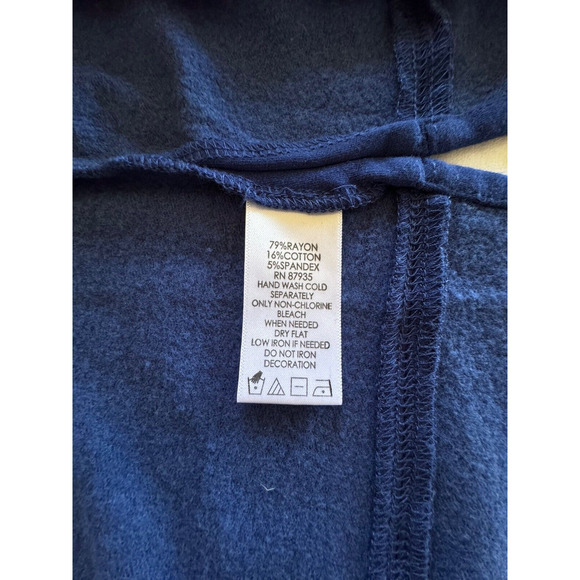 79%RAYON
16%COTTON
5%SPANDEX
RN 87935
HAND WASH COLD
SEPARATELY
ONLY NON-CHLORINE
BLEACH
WHEN NEEDED
DRY FLAT
LOW IRON IF NEEDED
DO NOT IRON
DECORATION